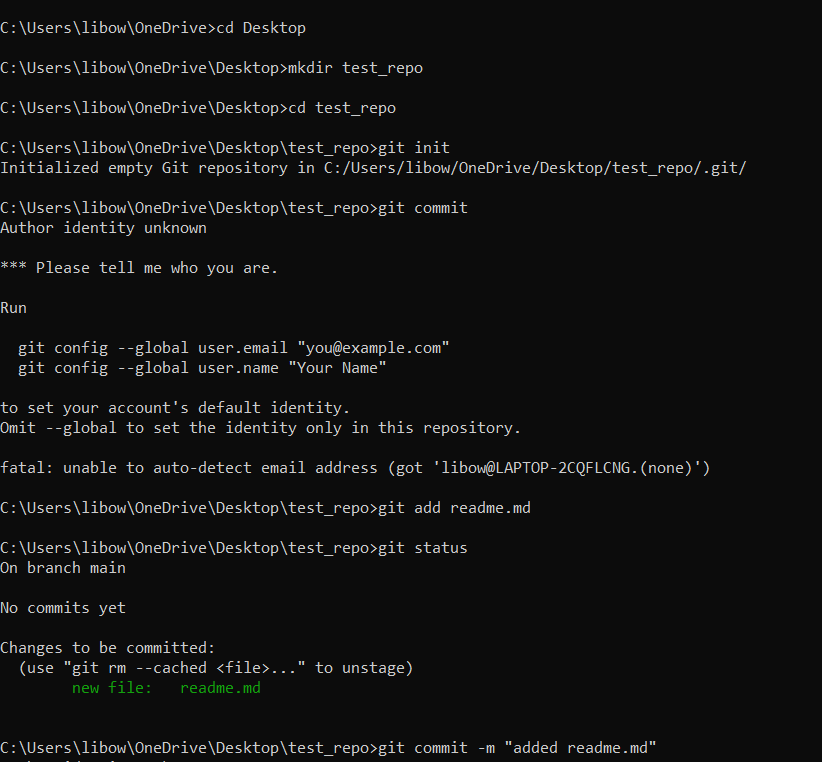 C:\Users\libow\OneDrive>cd Desktop
C:\Users\libow\OneDrive\Desktop>mkdir test_repo
C:\Users\libow\OneDrive\Desktop>cd test_repo
C:\Users\libow\OneDrive\Desktop\test_repo>git init
Initialized empty Git repository in C:/Users/libow/OneDrive/Desktop/test_repo/.git/
C:\Users\libow\OneDrive\Desktop\test_repo>git commit
Author identity unknown
*** Please tell me who you are.
Run
git config --global user.email "you@example.com"
git config --global user.name "Your Name"
to set your account's default identity.
Omit --global to set the identity only in this repository.
fatal: unable to auto-detect email address (got 'libow@LAPTOP-2CQFLCNG.(none)')
C:\Users\libow\OneDrive\Desktop\test_repo>git add readme.md
C:\Users\libow\OneDrive\Desktop\test_repo>git status
On branch main
No commits yet
Changes to be committed:
(use "git rm --cached <file>..." to unstage)
new file:   readme.md
C:\Users\libow\OneDrive\Desktop\test_repo>git commit -m "added readme.md"